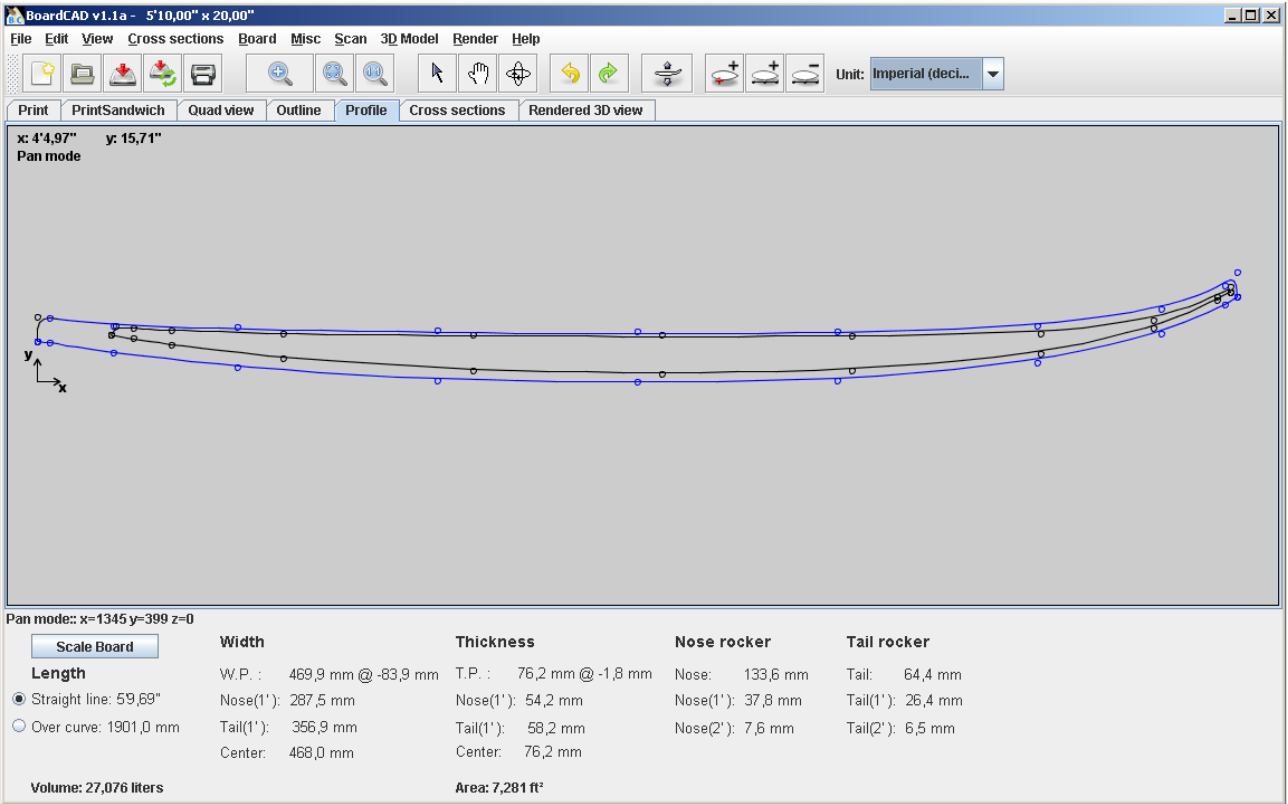 BoardCAD v1.1a - 5'10,00" x 20,00"
File Edit View Cross sections Board Misc Scan 3D Model Render Help
Unit: Imperial (deci...
Print PrintSandwich Quad view Outline Profile Cross sections Rendered 3D view
x: 4'4,97" y: 15,71"
Pan mode
y
x
Pan mode:: x=1345 y=399 z=0
Scale Board Width Thickness Nose rocker Tail rocker
Length W.P. : 469,9 mm @ -83,9 mm T.P. : 76,2 mm @ -1,8 mm Nose: 133,6 mm Tail: 64,4 mm
Straight line: 5'9,69" Nose(1'): 287,5 mm Nose(1'): 54,2 mm Nose(1'): 37,8 mm Tail(1'): 26,4 mm
Over curve: 1901,0 mm Tail(1'): 356,9 mm Tail(1'): 58,2 mm Nose(2'): 7,6 mm Tail(2'): 6,5 mm
Center: 468,0 mm Center: 76,2 mm
Volume: 27,076 liters Area: 7,281 ft²